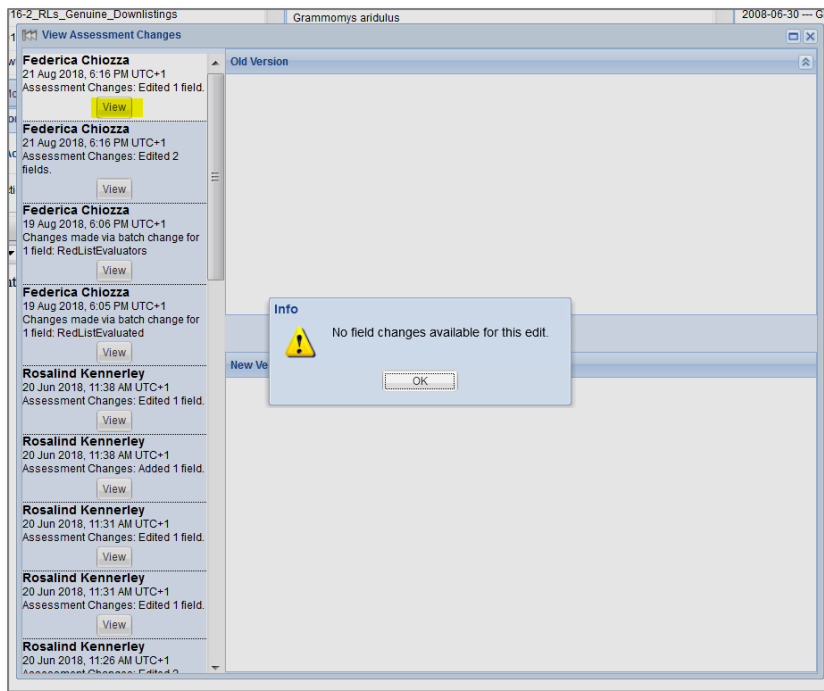 16-2_RLs_Genuine_Downlistings
Grammomys aridulus
2008-06-30 --- G
View Assessment Changes
Federica Chiozza
21 Aug 2018, 6:16 PM UTC+1
Assessment Changes: Edited 1 field.
View
Federica Chiozza
21 Aug 2018, 6:16 PM UTC+1
Assessment Changes: Edited 2
fields.
View
Federica Chiozza
19 Aug 2018, 6:06 PM UTC+1
Changes made via batch change for
1 field: RedListEvaluators
View
Federica Chiozza
19 Aug 2018, 6:05 PM UTC+1
Changes made via batch change for
1 field: RedListEvaluated
View
Rosalind Kennerley
20 Jun 2018, 11:38 AM UTC+1
Assessment Changes: Edited 1 field.
View
Rosalind Kennerley
20 Jun 2018, 11:38 AM UTC+1
Assessment Changes: Added 1 field.
View
Rosalind Kennerley
20 Jun 2018, 11:31 AM UTC+1
Assessment Changes: Edited 1 field.
View
Rosalind Kennerley
20 Jun 2018, 11:31 AM UTC+1
Assessment Changes: Edited 1 field.
View
Rosalind Kennerley
20 Jun 2018, 11:26 AM UTC+1
Assessment Changes: Edited 2
Old Version
Info
No field changes available for this edit.
OK
New Ve